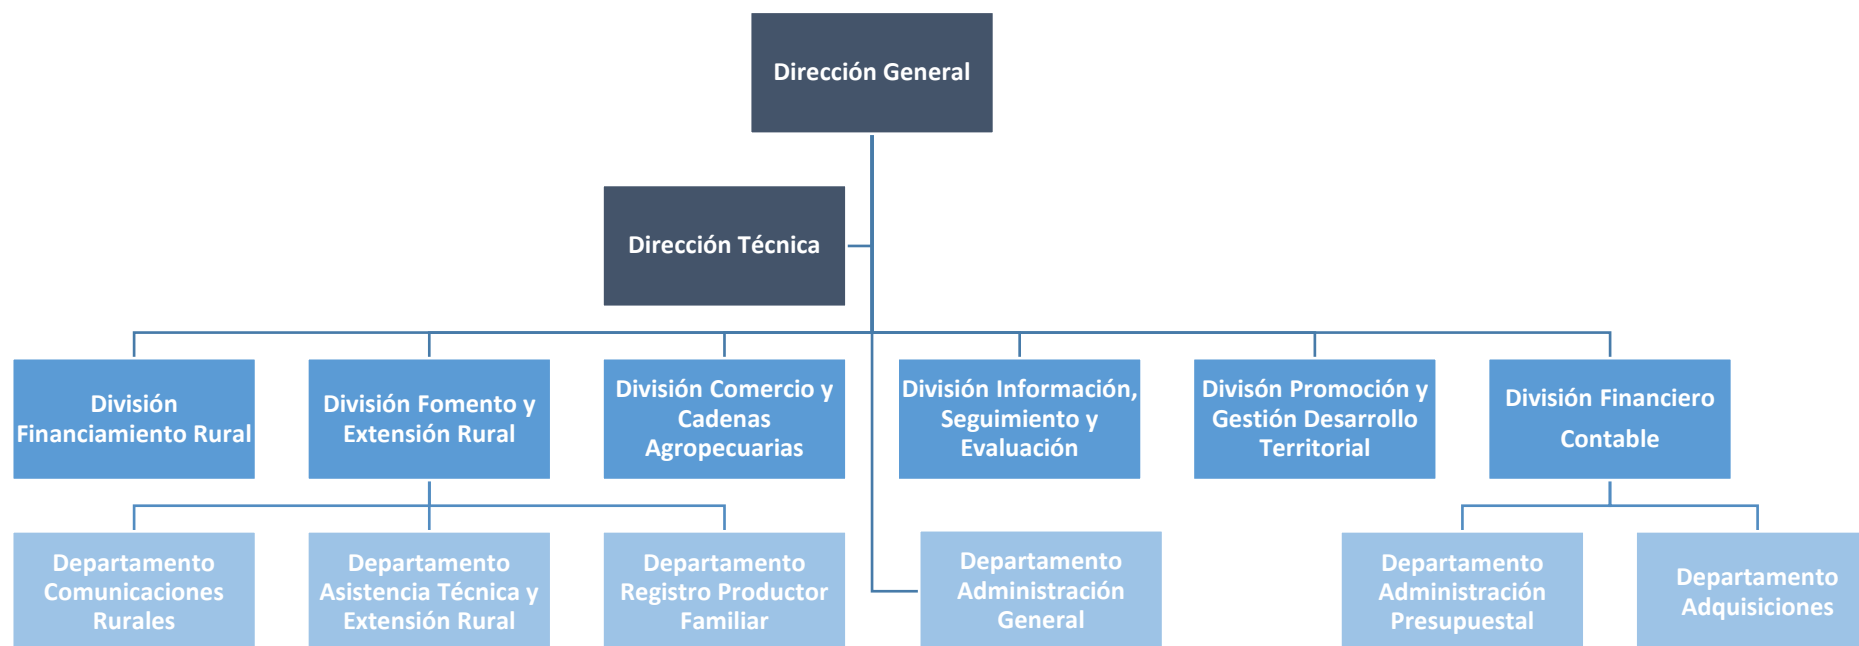 Dirección General
Dirección Técnica
División
Financiamiento Rural
División Fomento y
Extensión Rural
División Comercio y
Cadenas
Agropecuarias
División Información,
Seguimiento y
Evaluación
Divisón Promoción y
Gestión Desarrollo
Territorial
División Financiero
Contable
Departamento
Comunicaciones
Rurales
Departamento
Asistencia Técnica y
Extensión Rural
Departamento
Registro Productor
Familiar
Departamento
Administración
General
Departamento
Administración
Presupuestal
Departamento
Adquisiciones